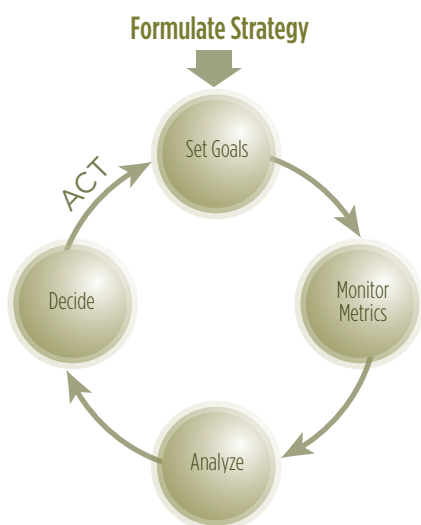 Formulate Strategy
Set Goals
ACT
Decide
Monitor
Metrics
Analyze